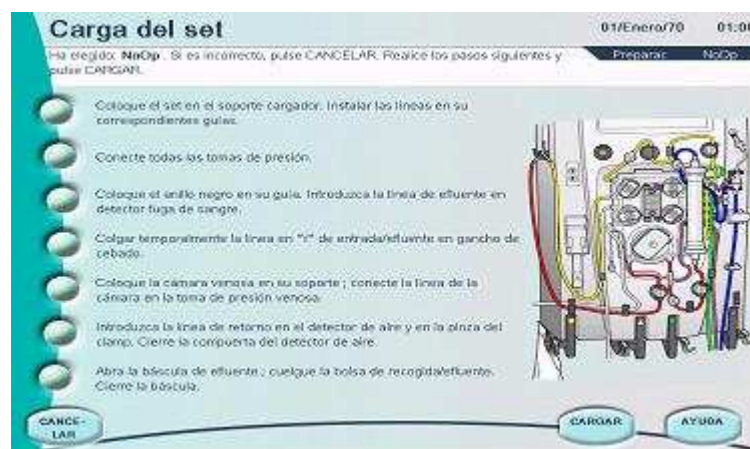 Carga del set
01/Enero/70 01:00
Ha elegido: NoOp . Si es incorrecto, pulse CANCELAR. Realice los pasos siguientes y
pulse CARGAR.
Preparac NoOp
Coloque el set en el soporte cargador. Instalar las líneas en su
correspondientes guías.
Conecte todas las tomas de presión.
Coloque el anillo negro en su guía. Introduzca la línea de efluente en
detector fuga de sangre.
Colgar temporalmente la línea en "Y" de entrada/efluente en gancho de
cebado.
Coloque la cámara venosa en su soporte ; conecte la línea de la
cámara en la toma de presión venosa.
Introduzca la línea de retorno en el detector de aire y en la pinza del
clamp. Cierre la compuerta del detector de aire.
Abra la báscula de efluente ; cuelgue la bolsa de recogida/efluente.
Cierre la báscula.
CANCE-
LAR
CARGAR
AYUDA